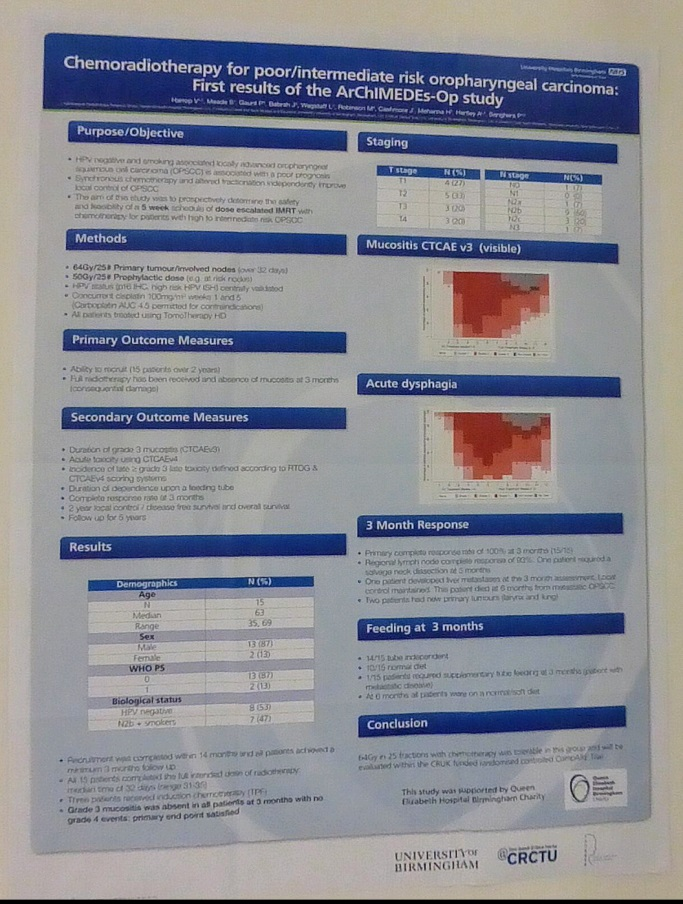 University Hospitals Birmingham NHS
Chemoradiotherapy for poor/intermediate risk oropharyngeal carcinoma:
First results of the ArChIMEDEs-Op study
Purpose/Objective
• HPV negative and smoking associated locally advanced oropharyngeal
squamous cell carcinoma (OPSCC) is associated with a poor prognosis
• Synchronous chemotherapy and altered fractionation independently improve
local control of OPSCC
• The aim of this study was to prospectively determine the safety
and feasibility of a 5 week schedule of dose escalated IMRT with
chemotherapy for patients with high to intermediate risk OPSCC
Methods
• 64Gy/25# Primary tumour/involved nodes (over 32 days)
• 50Gy/25# Prophylactic dose (e.g. at risk nodes)
• HPV status (p16 IHC, high risk HPV ISH) centrally validated
• Concurrent cisplatin 100mg/m² weeks 1 and 5
(Carboplatin AUC 4.5 permitted for contraindications)
• All patients treated using TomoTherapy HD
Primary Outcome Measures
• Ability to recruit (15 patients over 2 years)
• Full radiotherapy has been received and absence of mucositis at 3 months
(consequential damage)
Secondary Outcome Measures
• Duration of grade 3 mucositis (CTCAEv3)
• Acute toxicity using CTCAEv4
• Incidence of late ≥ grade 3 late toxicity defined according to RTOG &
CTCAEv4 scoring systems
• Duration of dependence upon a feeding tube
• Complete response rate at 3 months
• 2 year local control / disease free survival and overall survival
• Follow up for 5 years
Results
Demographics N (%)
Age
N 15
Median 63
Range 35, 69
Sex
Male 13 (87)
Female 2 (13)
WHO PS
0 13 (87)
1 2 (13)
Biological status
HPV negative 8 (53)
N2b + smokers 7 (47)
• Recruitment was completed within 14 months and all patients achieved a
minimum 3 months follow up
• All 15 patients completed the full intended dose of radiotherapy
median time of 32 days (range 31-35)
• Three patients received induction chemotherapy (TPF)
• Grade 3 mucositis was absent in all patients at 3 months with no
grade 4 events: primary end point satisfied
Staging
T stage N (%)
T1 4 (27)
T2 5 (33)
T3 3 (20)
T4 3 (20)
N stage N(%)
N0 1 (7)
N1 0 (0)
N2a 1 (7)
N2b 9 (60)
N2c 3 (20)
N3 1 (7)
Mucositis CTCAE v3 (visible)
Acute dysphagia
3 Month Response
• Primary complete response rate of 100% at 3 months (15/15)
• Regional lymph node complete response of 93%. One patient required a
salvage neck dissection at 3 months
• One patient developed liver metastases at the 3 month assessment. Local
control maintained. This patient died at 6 months from metastatic OPSCC
• Two patients had new primary tumours (larynx and lung)
Feeding at 3 months
• 14/15 tube independent
• 10/15 normal diet
• 1/15 patients required supplementary tube feeding at 3 months (patient with
metastatic disease)
• At 6 months all patients were on a normal/soft diet
Conclusion
64Gy in 25 fractions with chemotherapy was tolerable in this group and will be
evaluated within the CRUK funded randomised controlled CompARE Trial
This study was supported by Queen
Elizabeth Hospital Birmingham Charity
Queen
Elizabeth
Hospital
Birmingham
CHARITY
UNIVERSITY OF
BIRMINGHAM
CRCTU